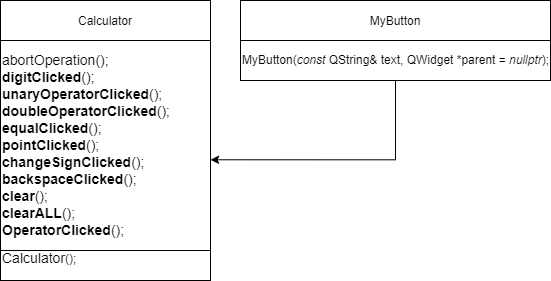 Calculator
abortOperation();
digitClicked();
unaryOperatorClicked();
doubleOperatorClicked();
equalClicked();
pointClicked();
changeSignClicked();
backspaceClicked();
clear();
clearALL();
OperatorClicked();
Calculator();
MyButton
MyButton(const QString& text, QWidget *parent = nullptr);